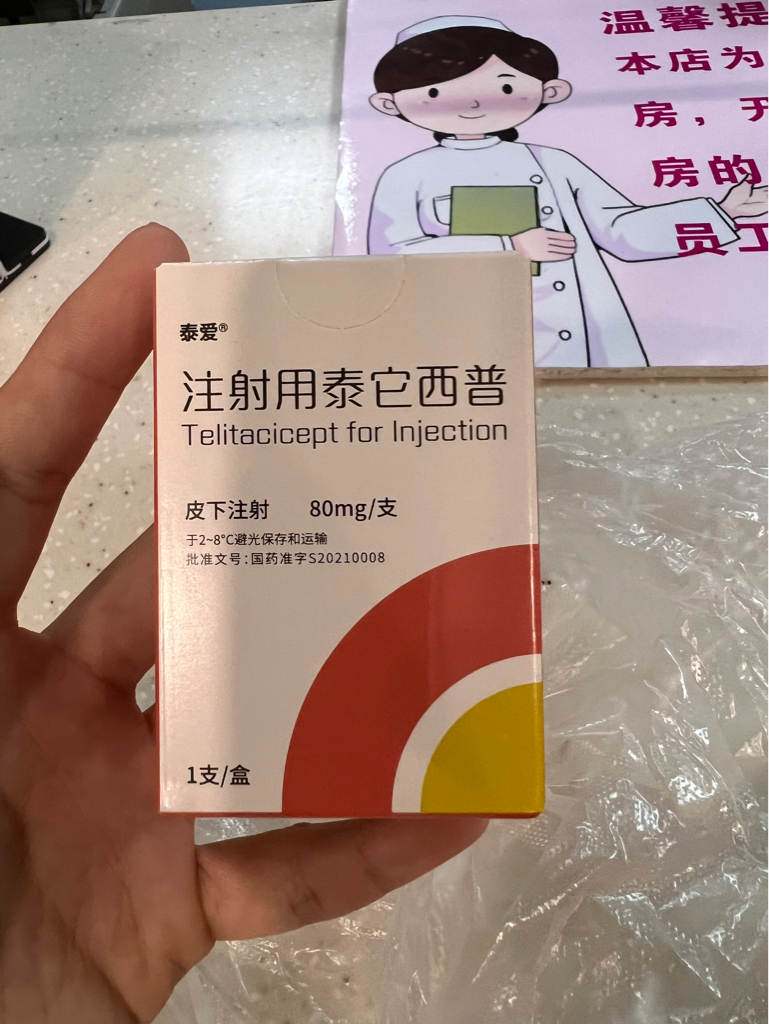 温馨提
本店为
房，开
房的
员工
泰爱®
注射用泰它西普
Telitacicept for Injection
皮下注射 80mg/支
于2~8°C避光保存和运输
批准文号：国药准字S20210008
1支/盒